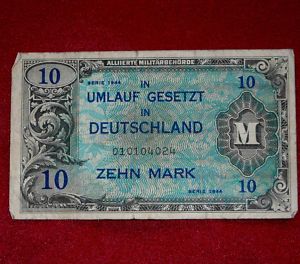 ALLIIERTE MILITÄRBEHÖRDE
10 SERIE 1944 IN 10
UMLAUF GESETZT
IN
DEUTSCHLAND
M
010104024
ZEHN MARK
10 10
SERIE 1944